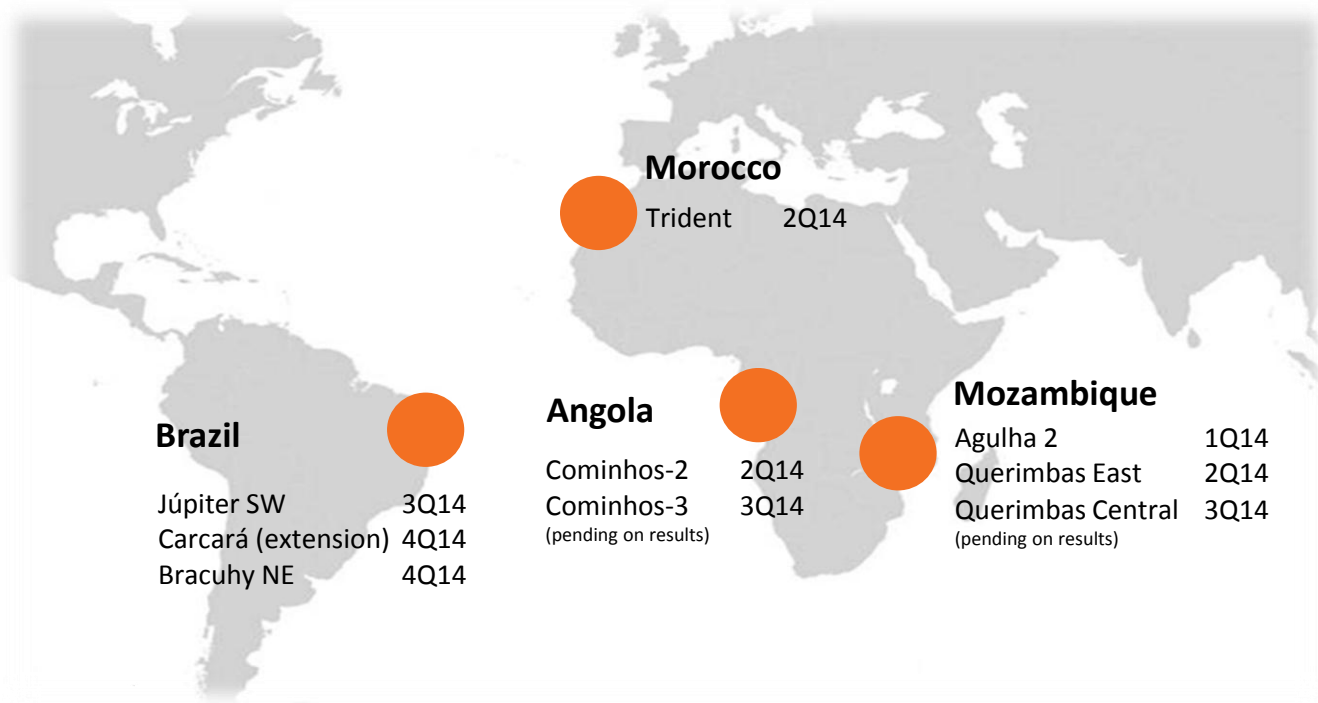 Morocco
Trident 2Q14
Brazil
Júpiter SW 3Q14
Carcará (extension) 4Q14
Bracuhy NE 4Q14
Angola
Cominhos-2 2Q14
Cominhos-3 3Q14
(pending on results)
Mozambique
Agulha 2 1Q14
Querimbas East 2Q14
Querimbas Central 3Q14
(pending on results)